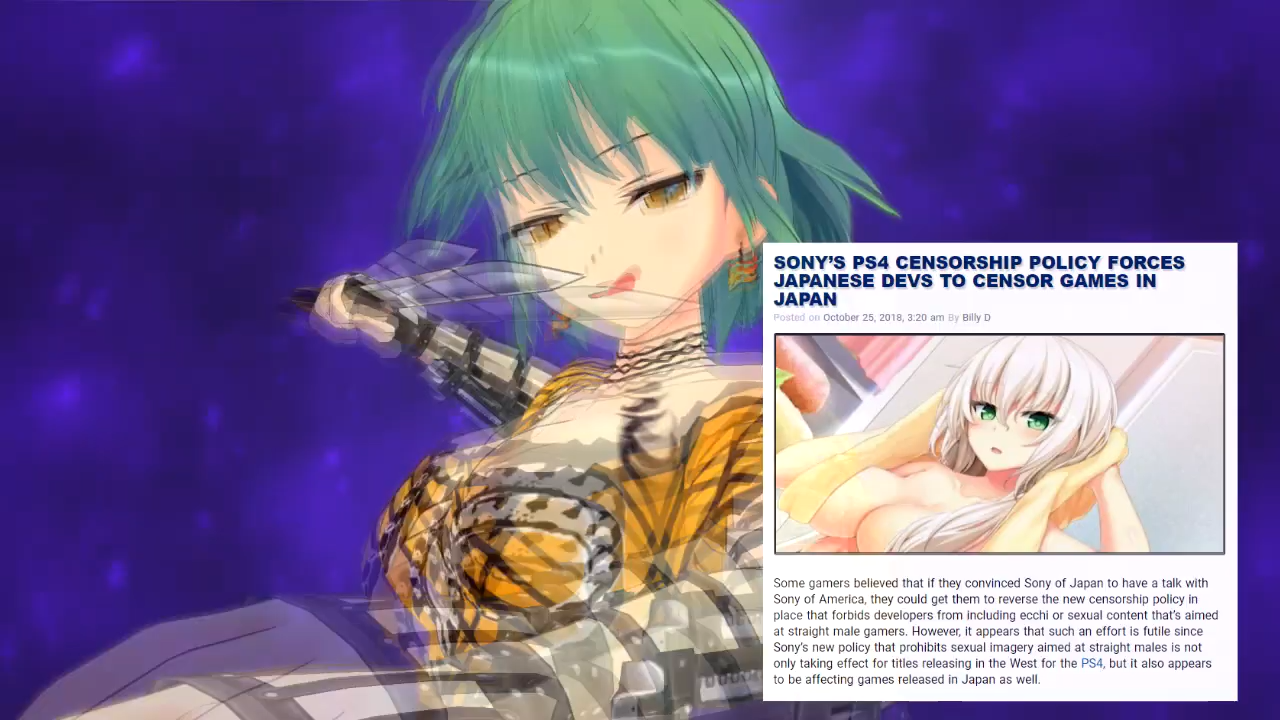 SONY'S PS4 CENSORSHIP POLICY FORCES
JAPANESE DEVS TO CENSOR GAMES IN
JAPAN
Posted on October 25, 2018, 3:20 am By Billy D
Some gamers believed that if they convinced Sony of Japan to have a talk with
Sony of America, they could get them to reverse the new censorship policy in
place that forbids developers from including ecchi or sexual content that's aimed
at straight male gamers. However, it appears that such an effort is futile since
Sony's new policy that prohibits sexual imagery aimed at straight males is not
only taking effect for titles releasing in the West for the PS4, but it also appears
to be affecting games released in Japan as well.